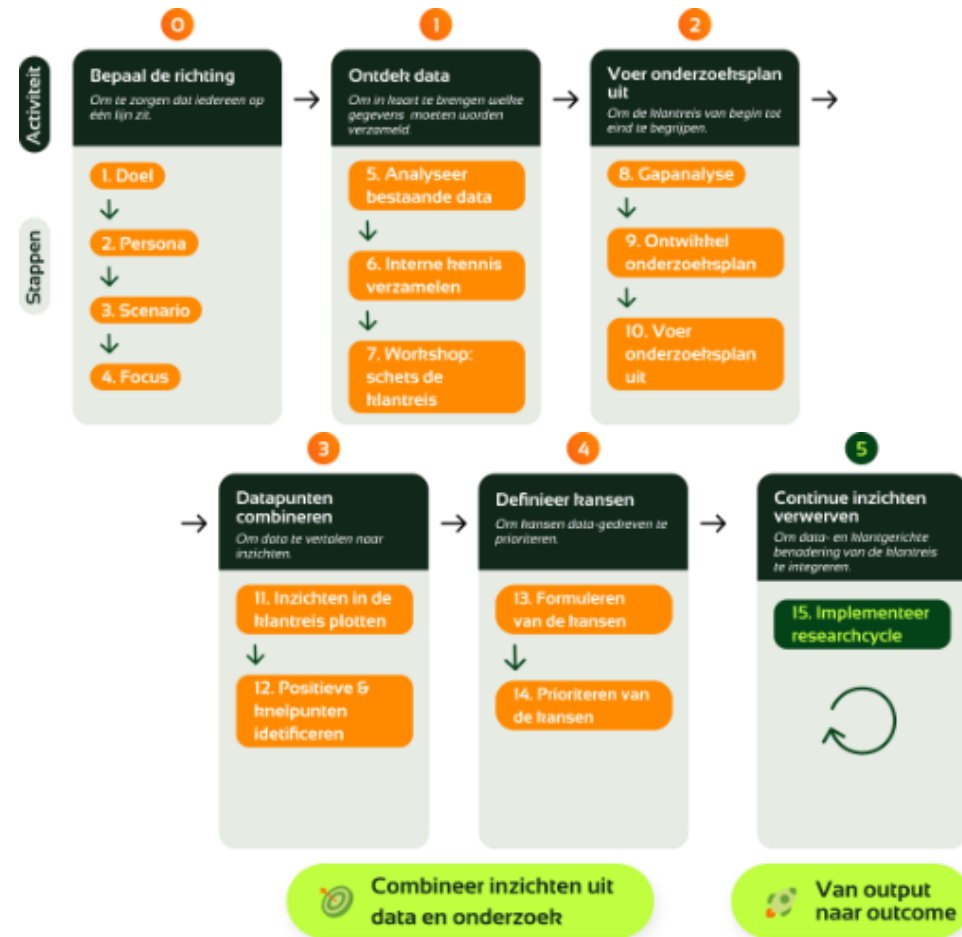 0
1
2
Activiteit
Bepaal de richting
Om te zorgen dat iedereen op
één lijn zit.
Ontdek data
Om in kaart te brengen welke
gegevens moeten worden
verzameld.
Voer onderzoeksplan
uit
Om de klantreis van begin tot
eind te begrijpen.
Stappen
1. Doel
2. Persona
3. Scenario
4. Focus
5. Analyseer
bestaande data
6. Interne kennis
verzamelen
7. Workshop:
schets de
klantreis
8. Gapanalyse
9. Ontwikkel
onderzoeksplan
10. Voer
onderzoeksplan
uit
3
4
5
Datapunten
combineren
Om data te vertalen naar
inzichten.
Definieer kansen
Om kansen data-gedreven te
prioriteren.
Continue inzichten
verwerven
Om data- en klantgerichte
benadering van de klantreis
te integreren.
11. Inzichten in de
klantreis plotten
12. Positieve &
knelpunten
idetificeren
13. Formuleren
van de kansen
14. Prioriteren van
de kansen
15. Implementeer
researchcycle
Combineer inzichten uit
data en onderzoek
Van output
naar outcome